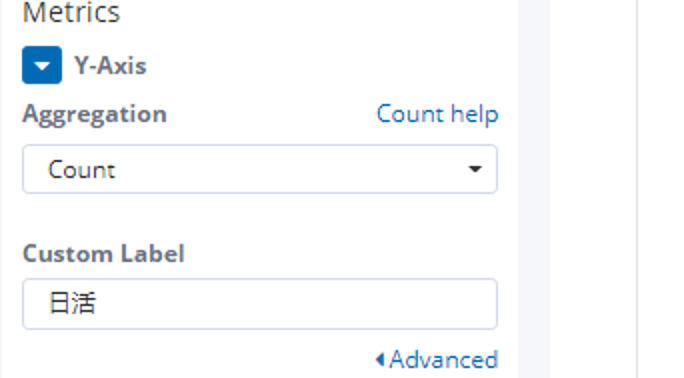 Metrics
Y-Axis
Aggregation Count help
Count
Custom Label
日活
Advanced